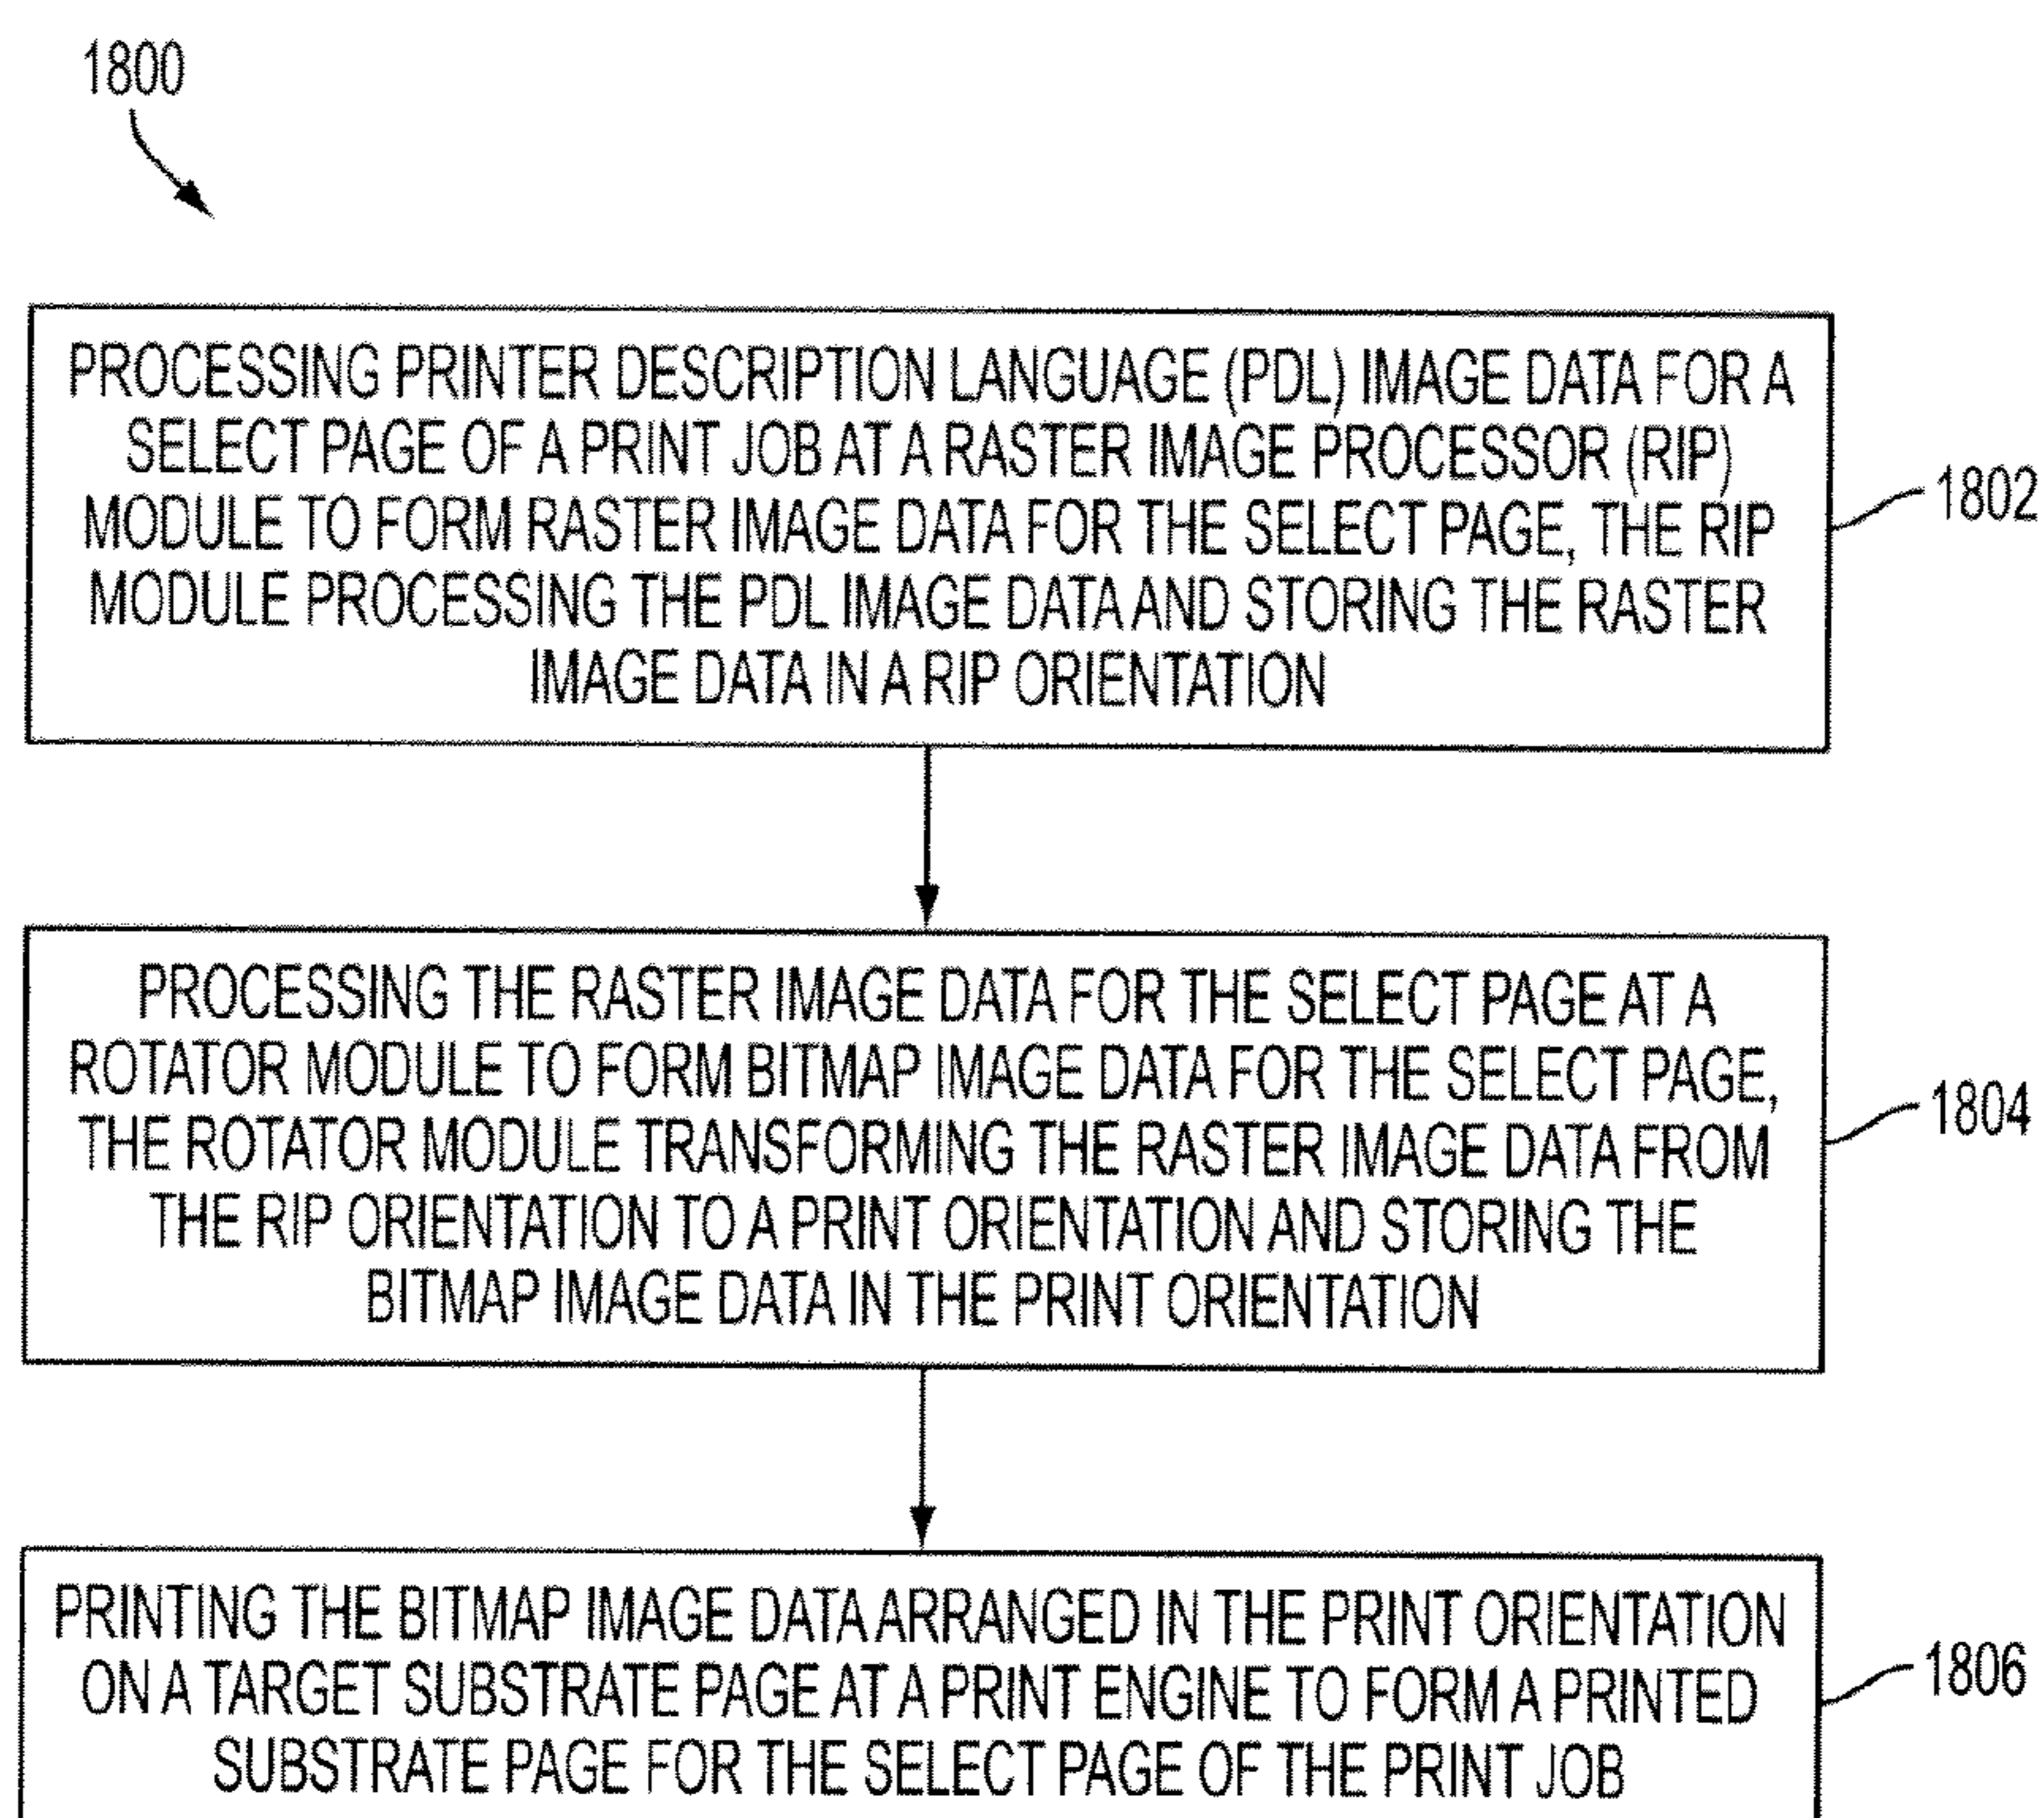 1800
PROCESSING PRINTER DESCRIPTION LANGUAGE (PDL) IMAGE DATA FOR A
SELECT PAGE OF A PRINT JOB AT A RASTER IMAGE PROCESSOR (RIP)
MODULE TO FORM RASTER IMAGE DATA FOR THE SELECT PAGE, THE RIP
MODULE PROCESSING THE PDL IMAGE DATA AND STORING THE RASTER
IMAGE DATA IN A RIP ORIENTATION
1802
PROCESSING THE RASTER IMAGE DATA FOR THE SELECT PAGE AT A
ROTATOR MODULE TO FORM BITMAP IMAGE DATA FOR THE SELECT PAGE,
THE ROTATOR MODULE TRANSFORMING THE RASTER IMAGE DATA FROM
THE RIP ORIENTATION TO A PRINT ORIENTATION AND STORING THE
BITMAP IMAGE DATA IN THE PRINT ORIENTATION
1804
PRINTING THE BITMAP IMAGE DATA ARRANGED IN THE PRINT ORIENTATION
ON A TARGET SUBSTRATE PAGE AT A PRINT ENGINE TO FORM A PRINTED
SUBSTRATE PAGE FOR THE SELECT PAGE OF THE PRINT JOB
1806